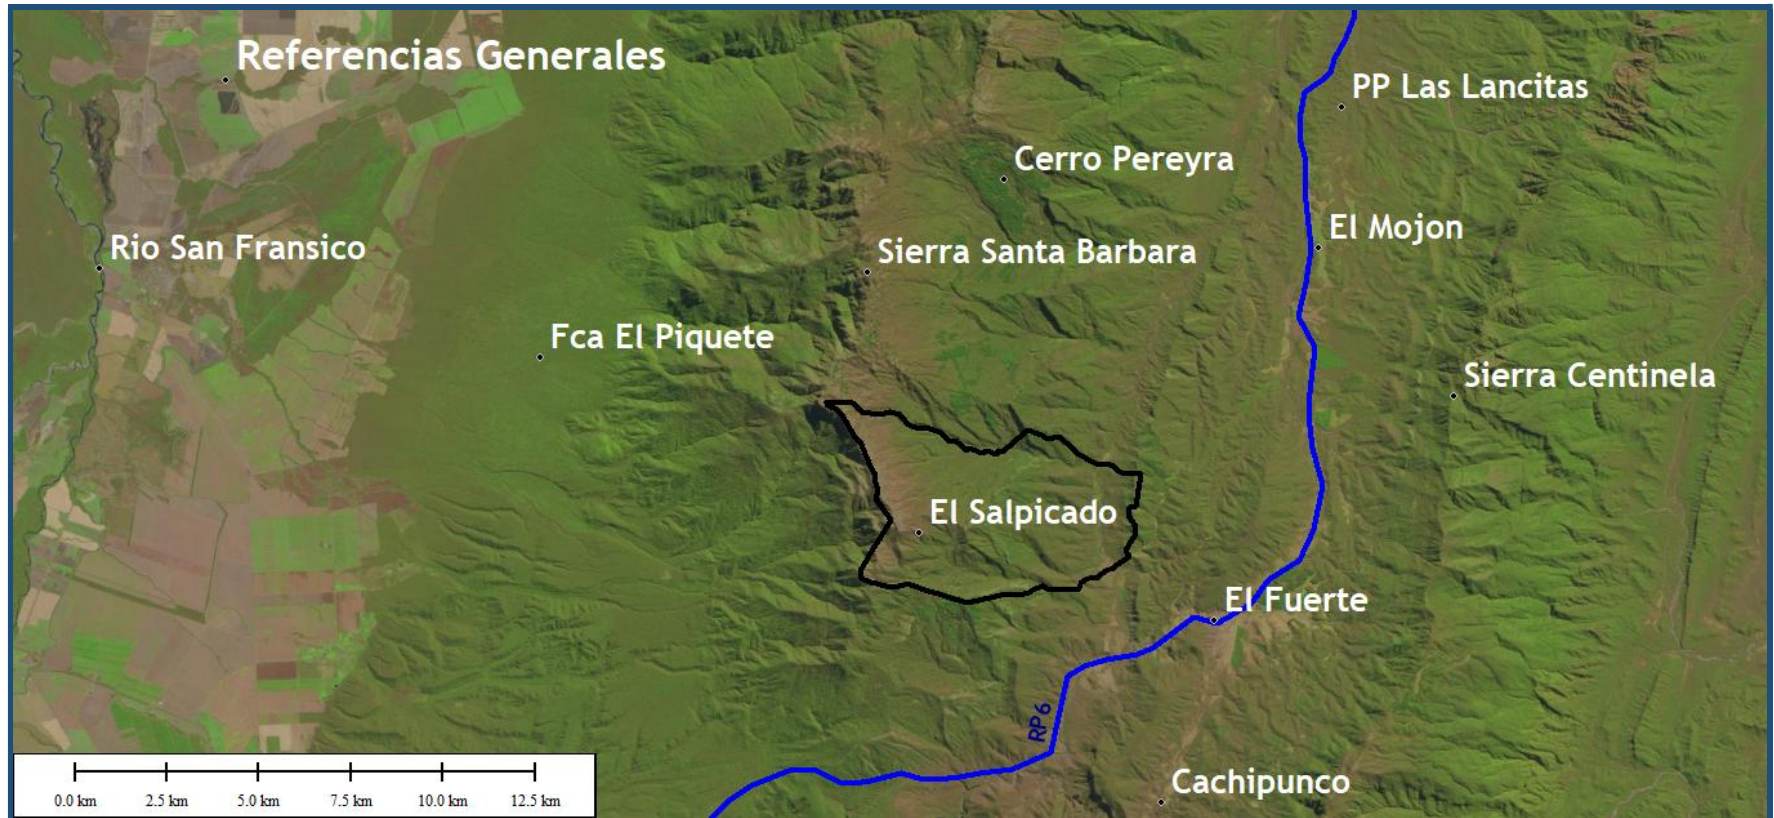 Referencias Generales
PP Las Lancitas
Cerro Pereyra
El Mojon
Rio San Fransico
Sierra Santa Barbara
Fca El Piquete
Sierra Centinela
El Salpicado
El Fuerte
RP6
Cachipunco
0.0 km 2.5 km 5.0 km 7.5 km 10.0 km 12.5 km